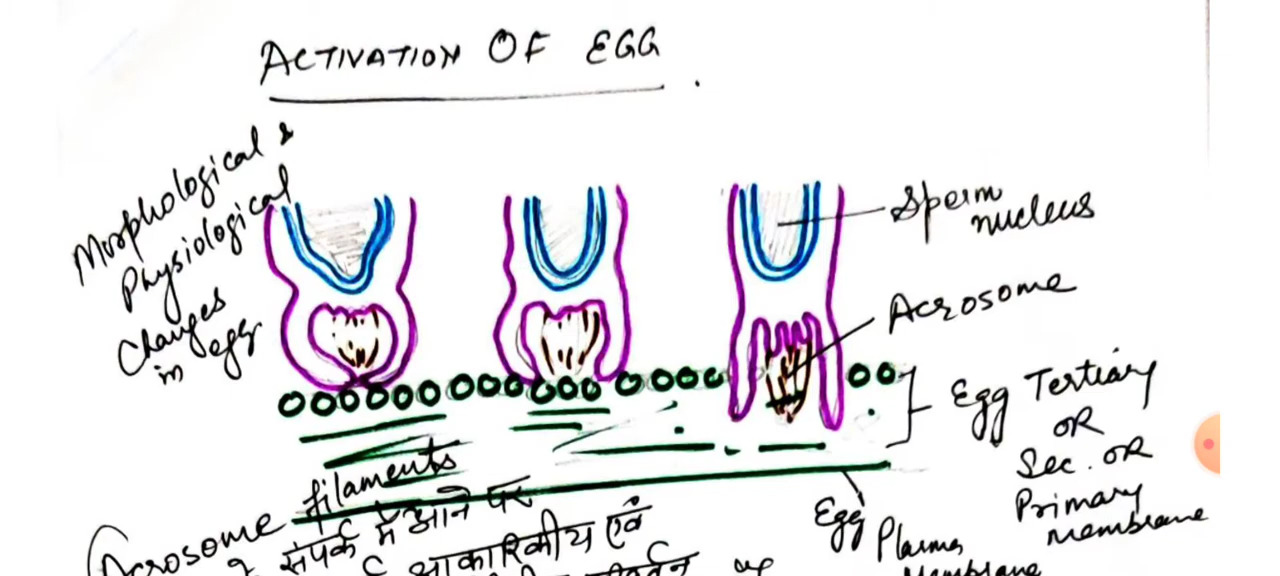 ACTIVATION OF EGG
Morphological &
Physiological
Changes
in egg
Sperm
nucleus
Acrosome
Egg Tertiary
OR
Sec. OR
Primary
membrane
Egg Plasma
Membrane
Acrosome filaments
संपर्क में आने पर
आकारिकीय एवं